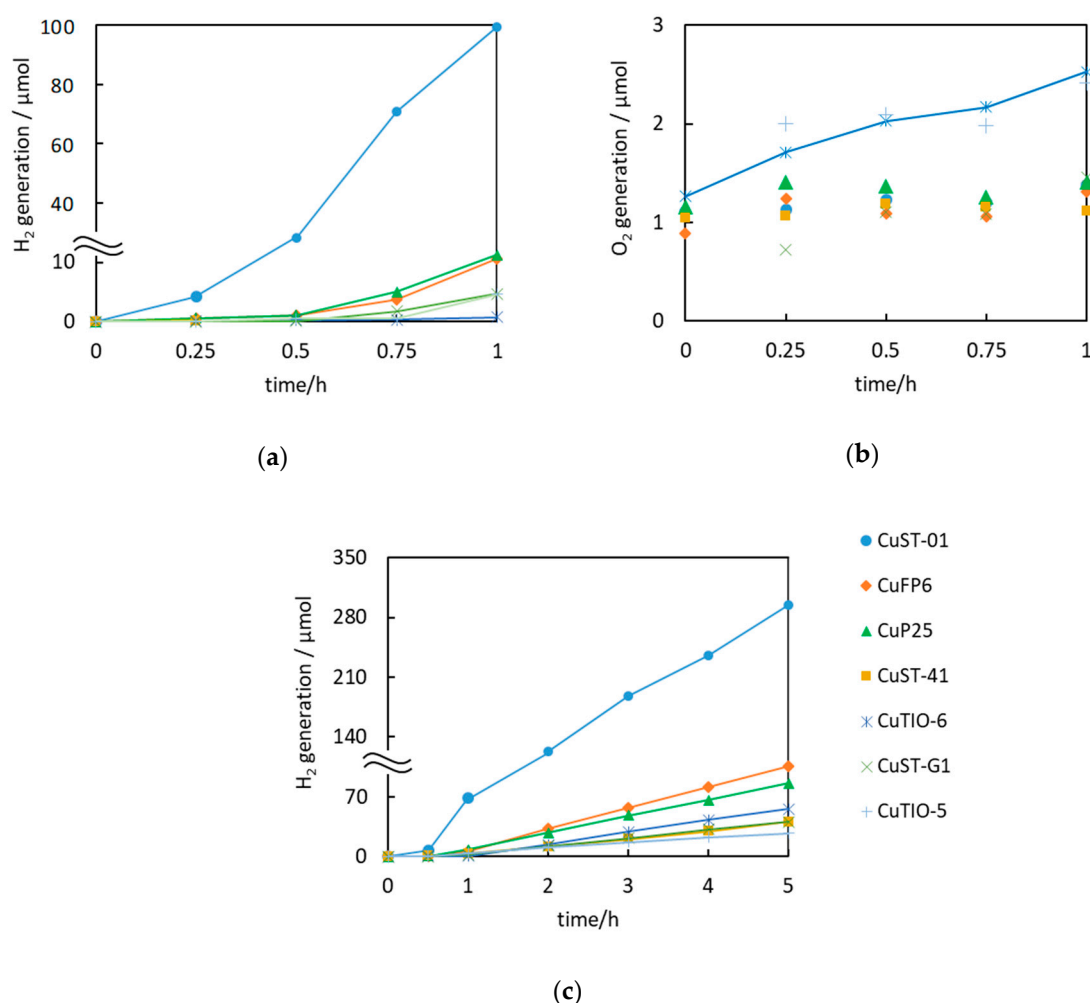 100
80
60
40
10
0
H₂ generation / µmol
0 0.25 0.5 0.75 1
time/h
(a)
3
2
1
0
O₂ generation / µmol
0 0.25 0.5 0.75 1
time/h
(b)
350
280
210
140
70
0
H₂ generation / µmol
0 1 2 3 4 5
time/h
(c)
CuST-01
CuFP6
CuP25
CuST-41
CuTIO-6
CuST-G1
CuTIO-5